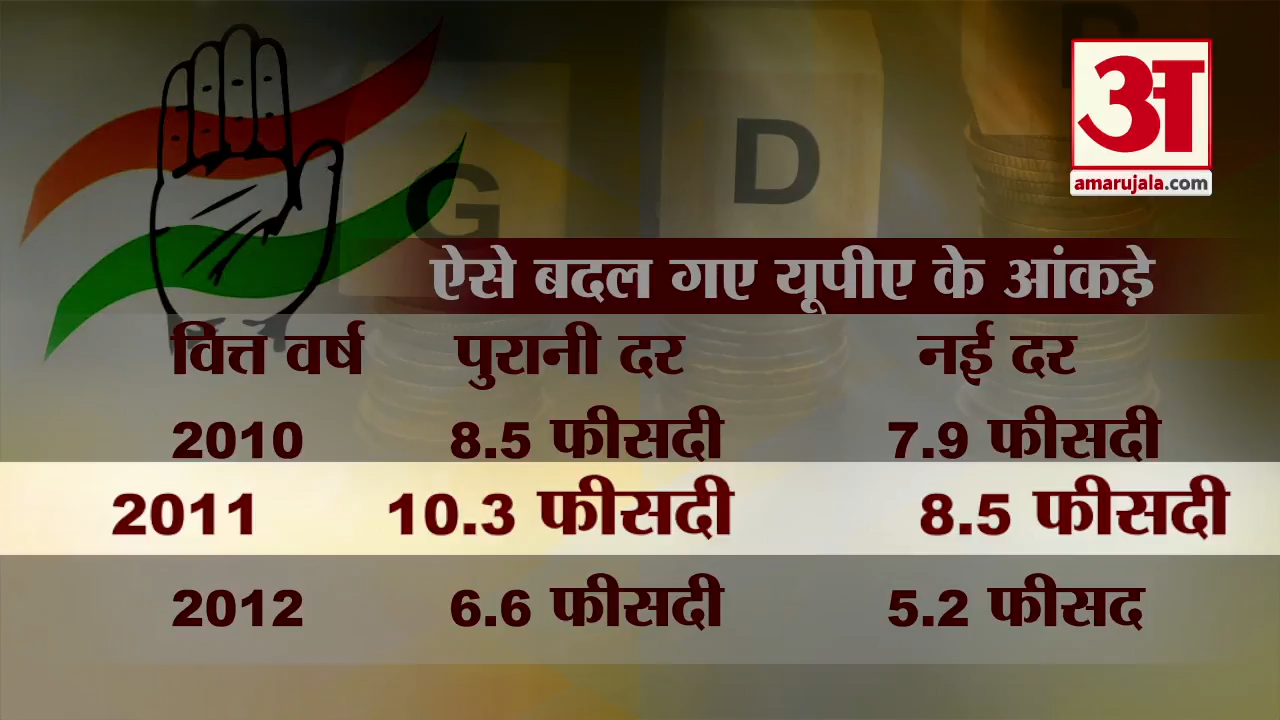 अ
amarujala.com
G D P
ऐसे बदल गए यूपीए के आंकड़े
वित्त वर्ष पुरानी दर नई दर
2010 8.5 फीसदी 7.9 फीसदी
2011 10.3 फीसदी 8.5 फीसदी
2012 6.6 फीसदी 5.2 फीसद